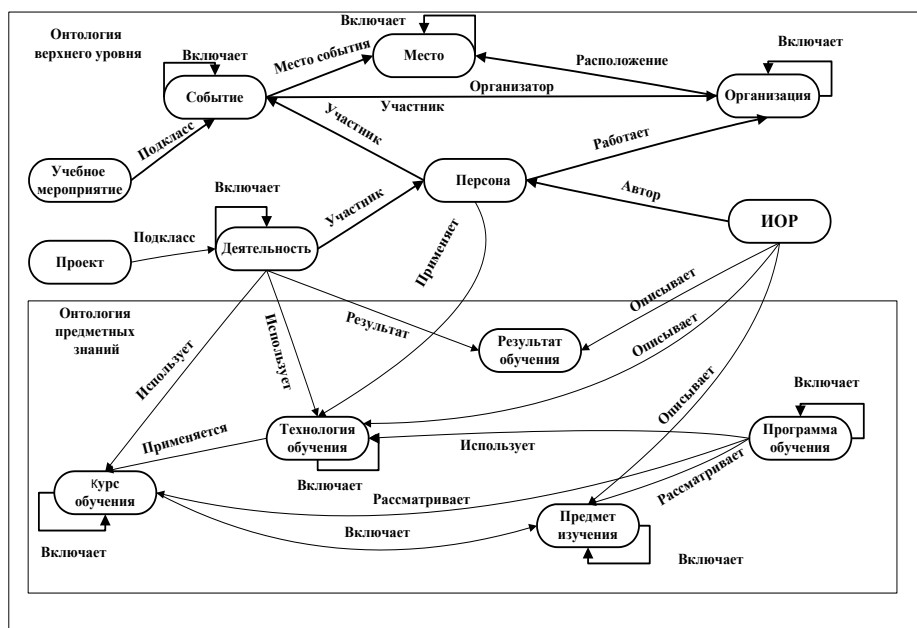 Онтология
верхнего уровня
Включает
Включает
Включает
Место события
Место
Расположение
Событие
Организатор
Участник
Организация
Подкласс
Участник
Работает
Учебное
мероприятие
Включает
Персона
Автор
ИОР
Участник
Подкласс
Проект
Деятельность
Применяет
Онтология
предметных
знаний
Использует
Использует
Результат
Результат
обучения
Описывает
Описывает
Описывает
Включает
Технология
обучения
Программа
обучения
Применяется
Использует
Включает
Рассматривает
Рассматривает
Курс
обучения
Включает
Предмет
изучения
Включает
Включает